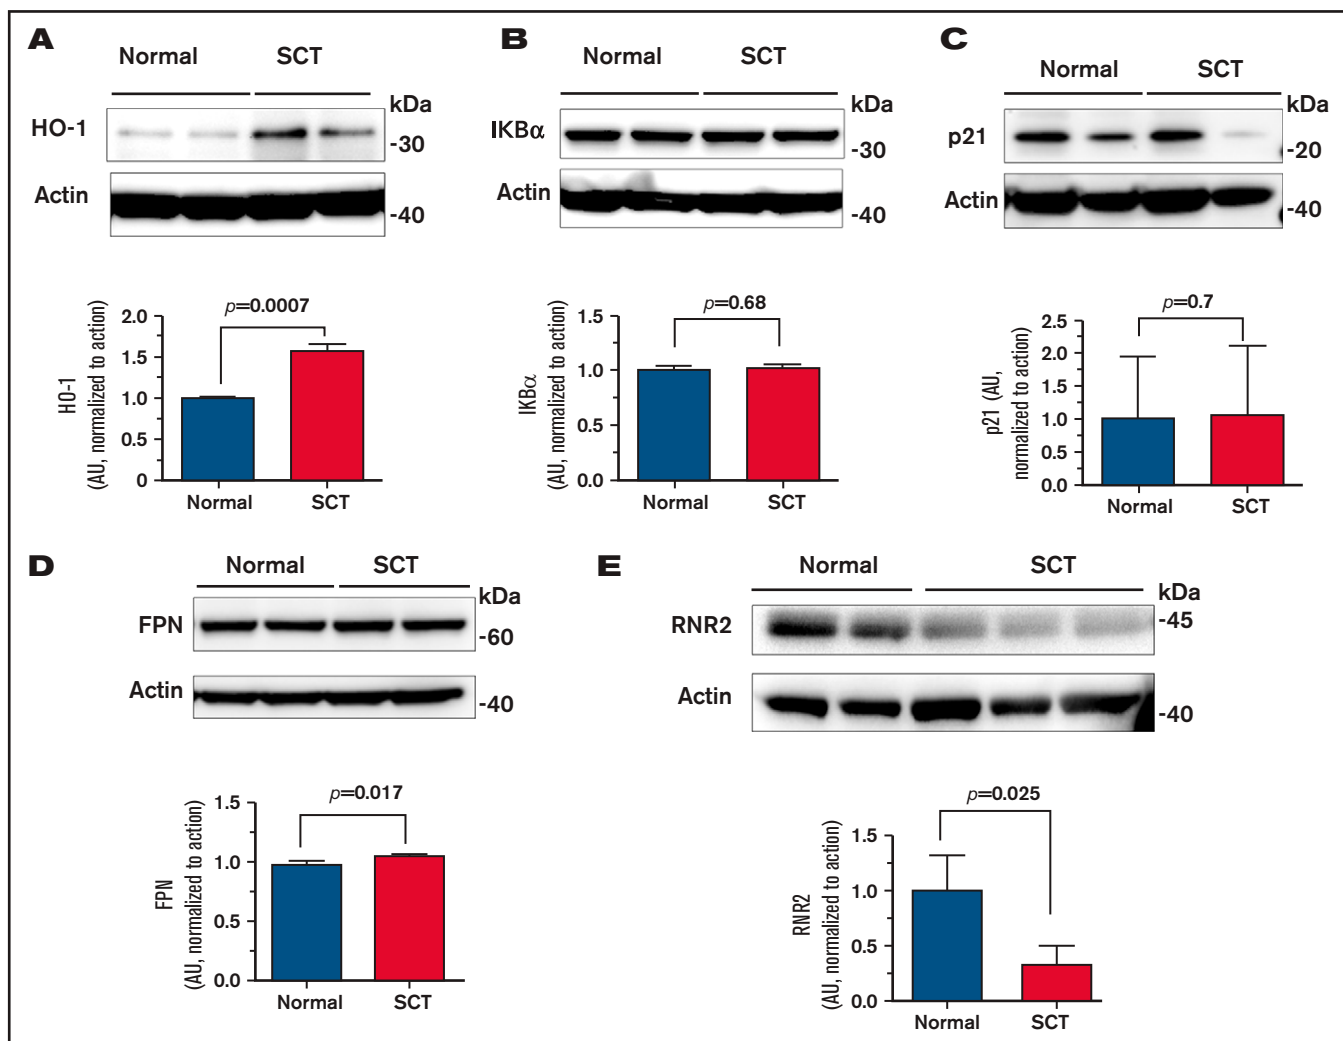 A
Normal SCT
kDa
HO-1
-30
Actin
-40
p=0.0007
HO-1
(AU, normalized to action)
2.0
1.5
1.0
0.5
0
Normal SCT
B
Normal SCT
kDa
IKBα
-30
Actin
-40
p=0.68
IKBα
(AU, normalized to action)
1.5
1.0
0.5
0.0
Normal SCT
C
Normal SCT
kDa
p21
-20
Actin
-40
p=0.7
p21 (AU,
normalized to action)
2.5
2.0
1.5
1.0
0.5
0.0
Normal SCT
D
Normal SCT
kDa
FPN
-60
Actin
-40
p=0.017
FPN
(AU, normalized to action)
1.5
1.0
0.5
0.0
Normal SCT
E
Normal SCT
kDa
RNR2
-45
Actin
-40
p=0.025
RNR2
(AU, normalized to action)
1.5
1.0
0.5
0.0
Normal SCT